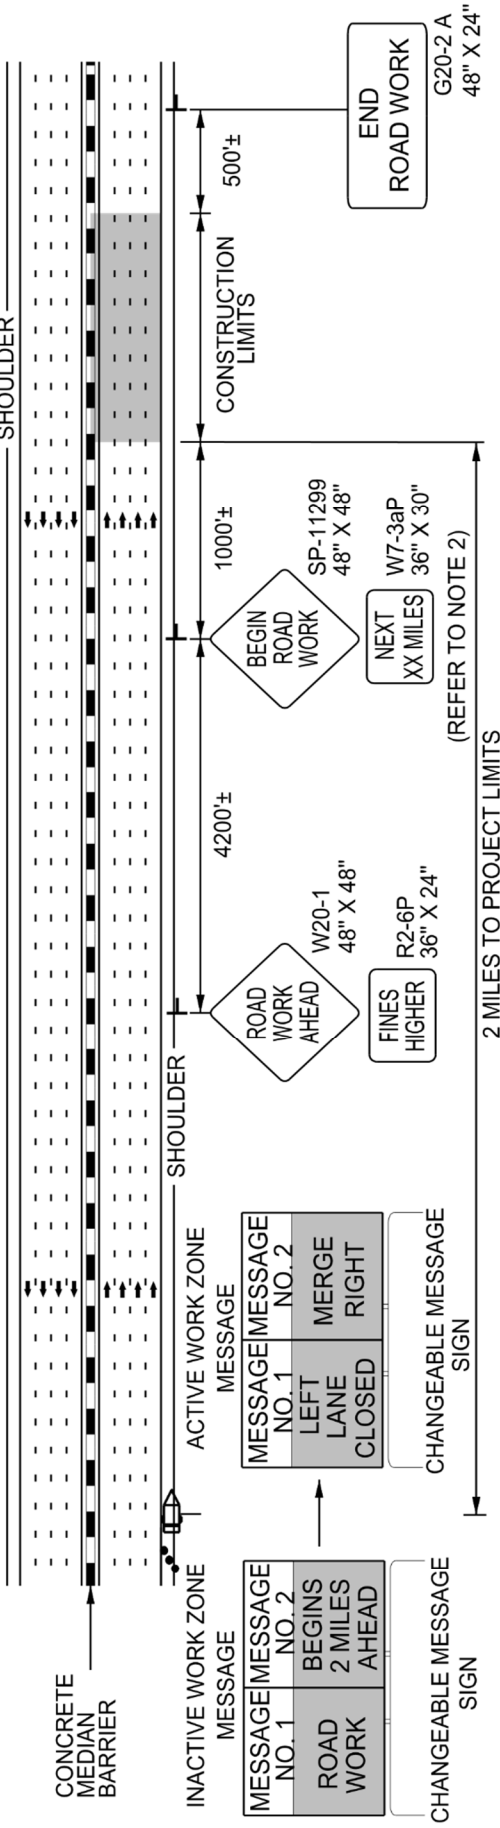 SHOULDER
CONCRETE
MEDIAN
BARRIER
INACTIVE WORK ZONE
MESSAGE
MESSAGE
NO. 1
MESSAGE
NO. 2
ROAD
WORK
BEGINS
2 MILES
AHEAD
CHANGEABLE MESSAGE
SIGN
ACTIVE WORK ZONE
MESSAGE
MESSAGE
NO. 1
MESSAGE
NO. 2
LEFT
LANE
CLOSED
MERGE
RIGHT
CHANGEABLE MESSAGE
SIGN
SHOULDER
4200'±
1000'±
CONSTRUCTION
LIMITS
500'±
ROAD
WORK
AHEAD
W20-1
48" X 48"
FINES
HIGHER
R2-6P
36" X 24"
BEGIN
ROAD
WORK
SP-11299
48" X 48"
NEXT
XX MILES
W7-3aP
36" X 30"
END
ROAD WORK
G20-2 A
48" X 24"
(REFER TO NOTE 2)
2 MILES TO PROJECT LIMITS